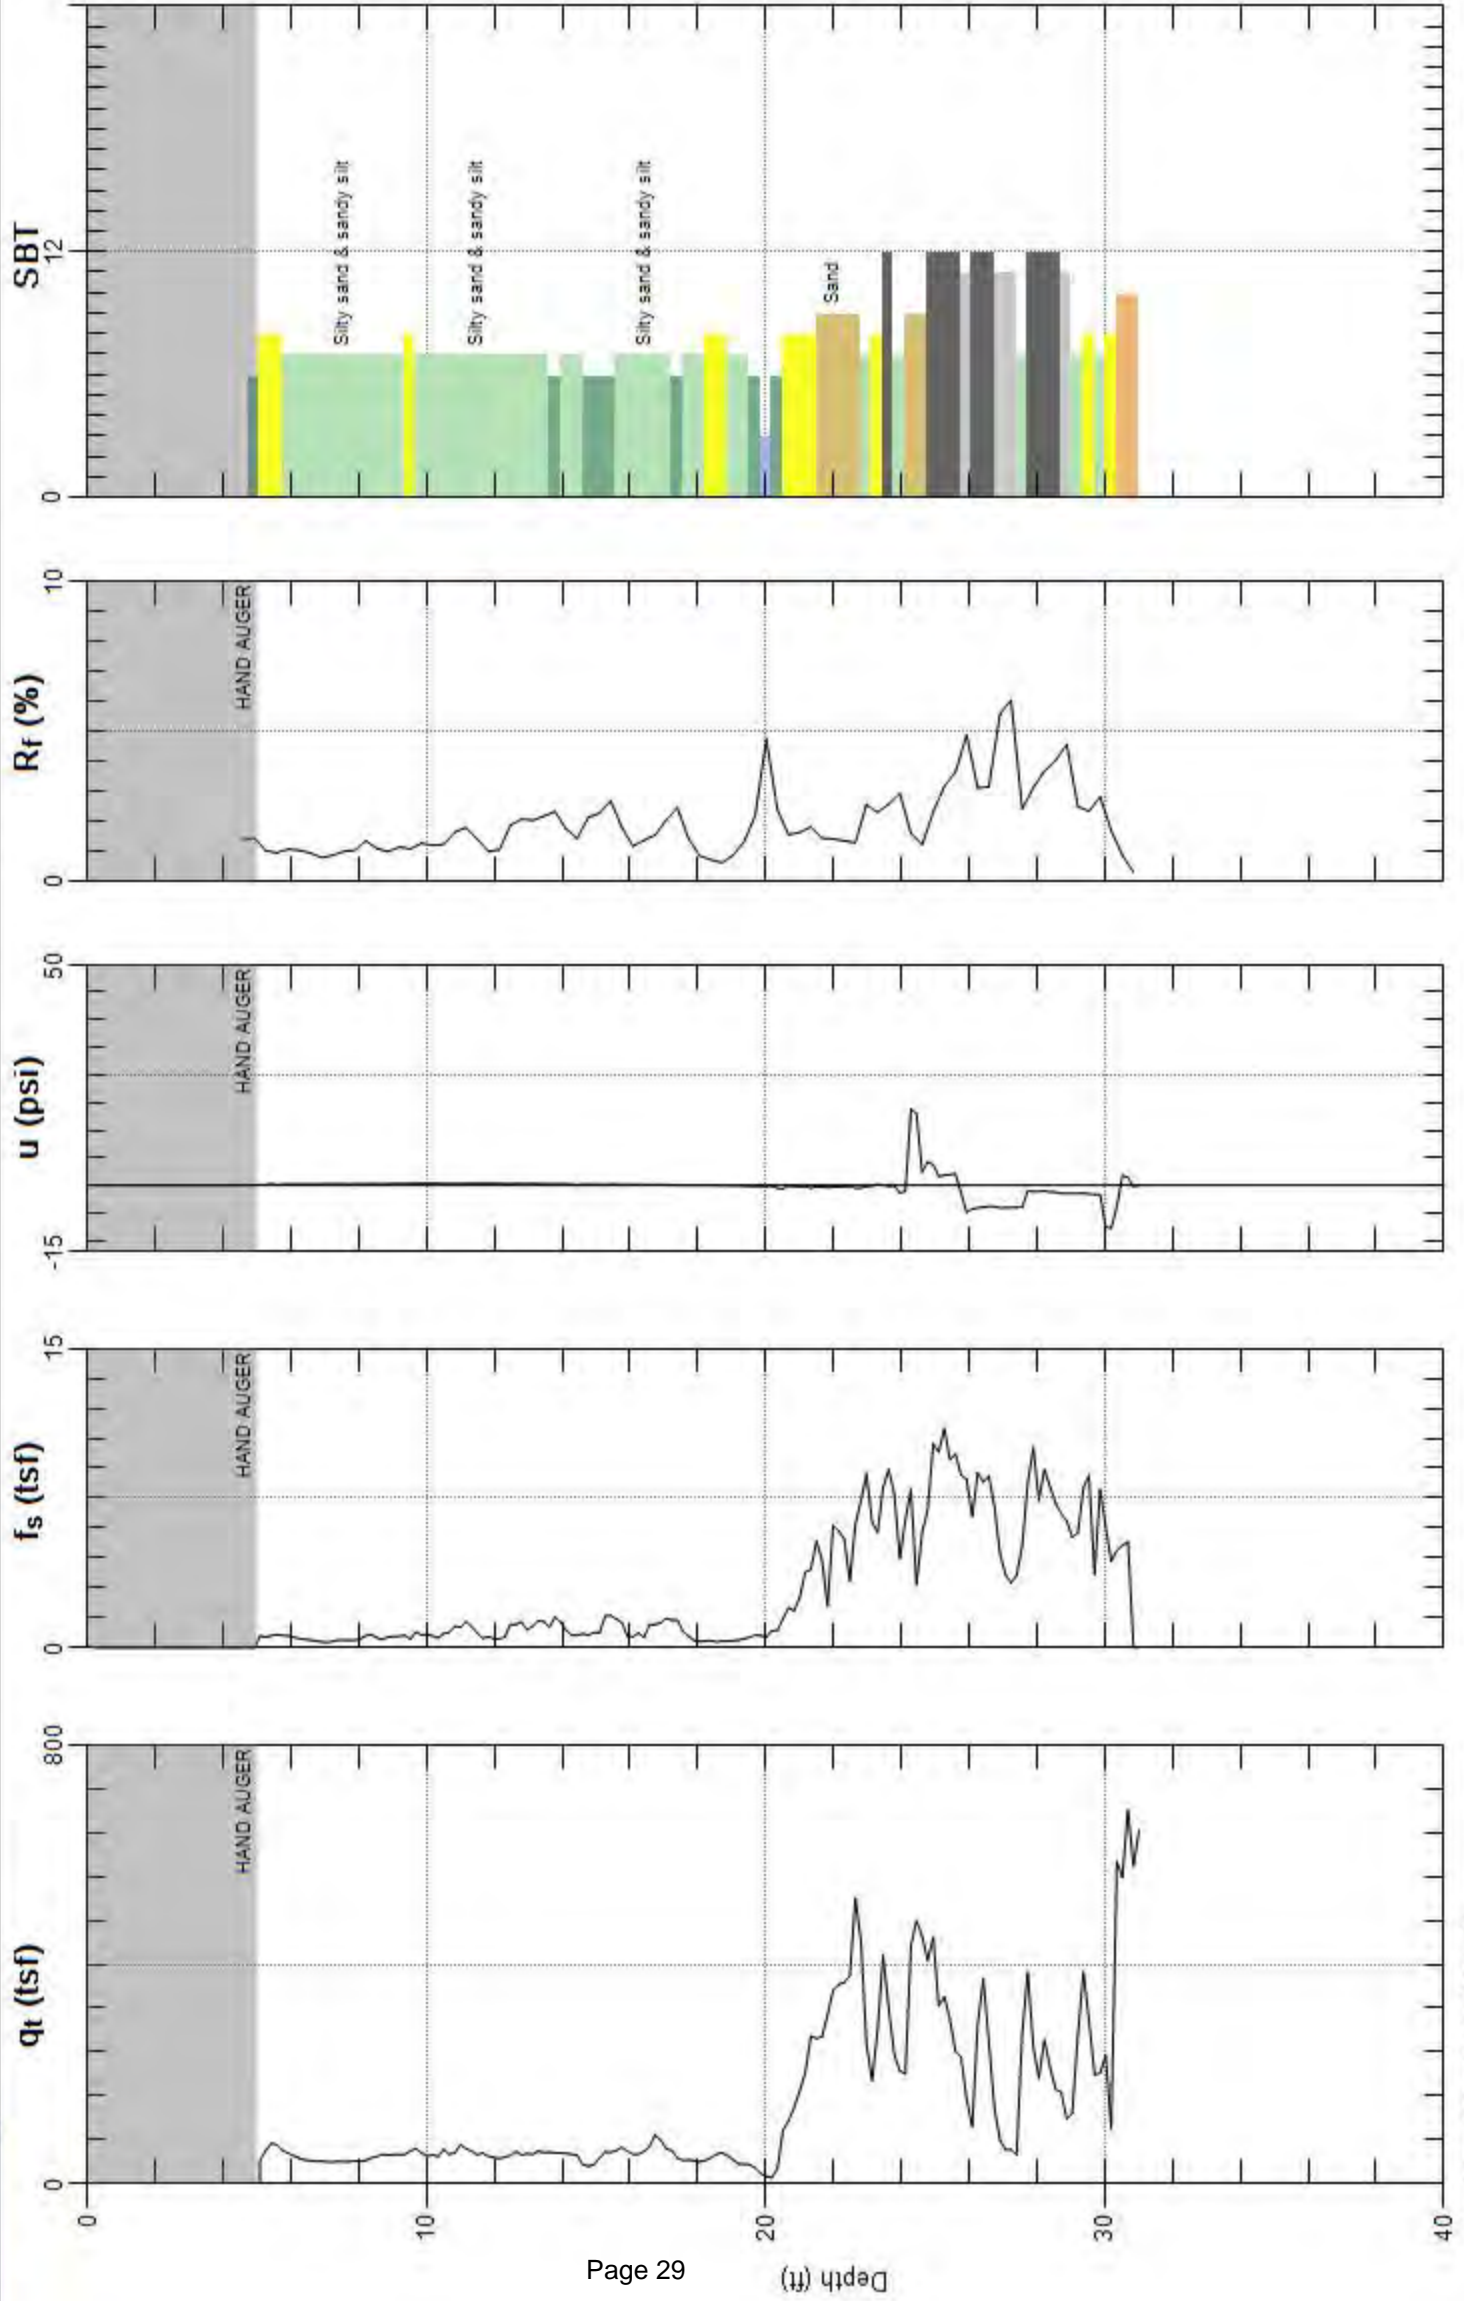 qt (tsf)
fs (tsf)
u (psi)
Rf (%)
SBT
0
800
0
15
-15
50
0
10
0
12
0
HAND AUGER
HAND AUGER
HAND AUGER
HAND AUGER
Silty sand & sandy silt
10
Silty sand & sandy silt
Silty sand & sandy silt
20
Sand
30
40
Depth (ft)
Page 29